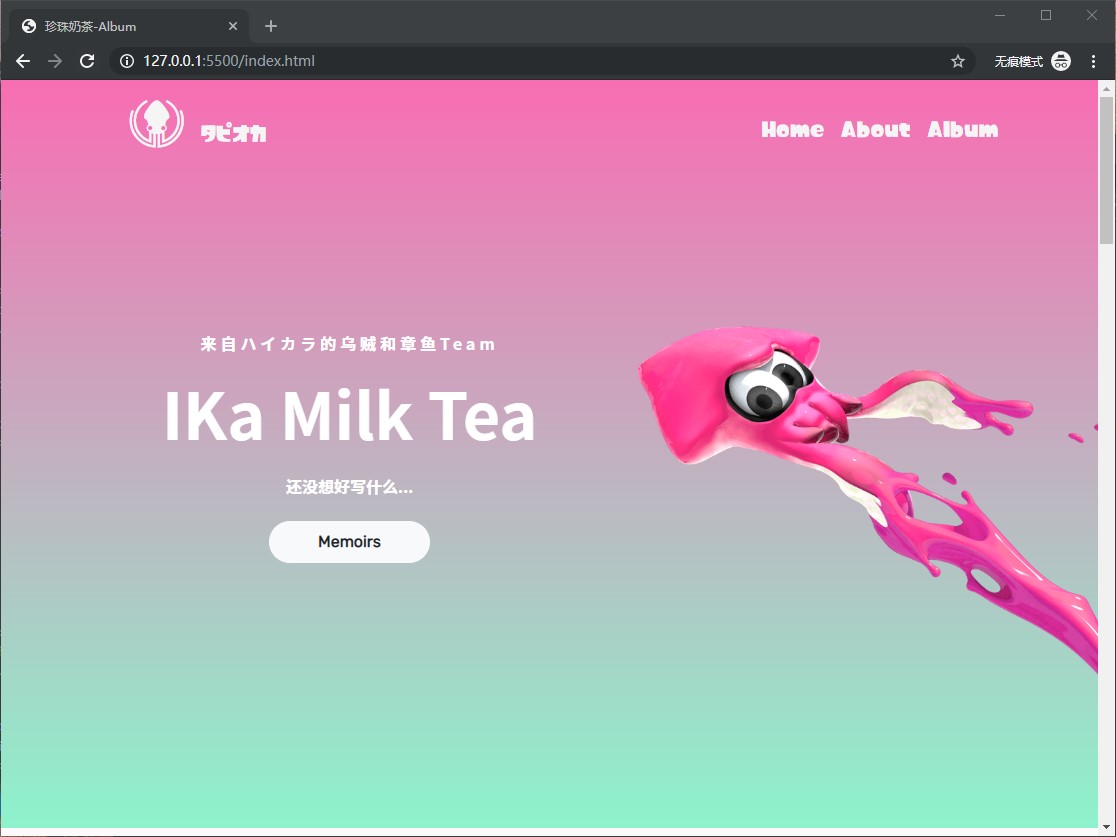 珍珠奶茶-Album
127.0.0.1:5500/index.html
无痕模式
タピオカ
Home About Album
来自ハイカラ的乌贼和章鱼Team
IKa Milk Tea
还没想好写什么...
Memoirs